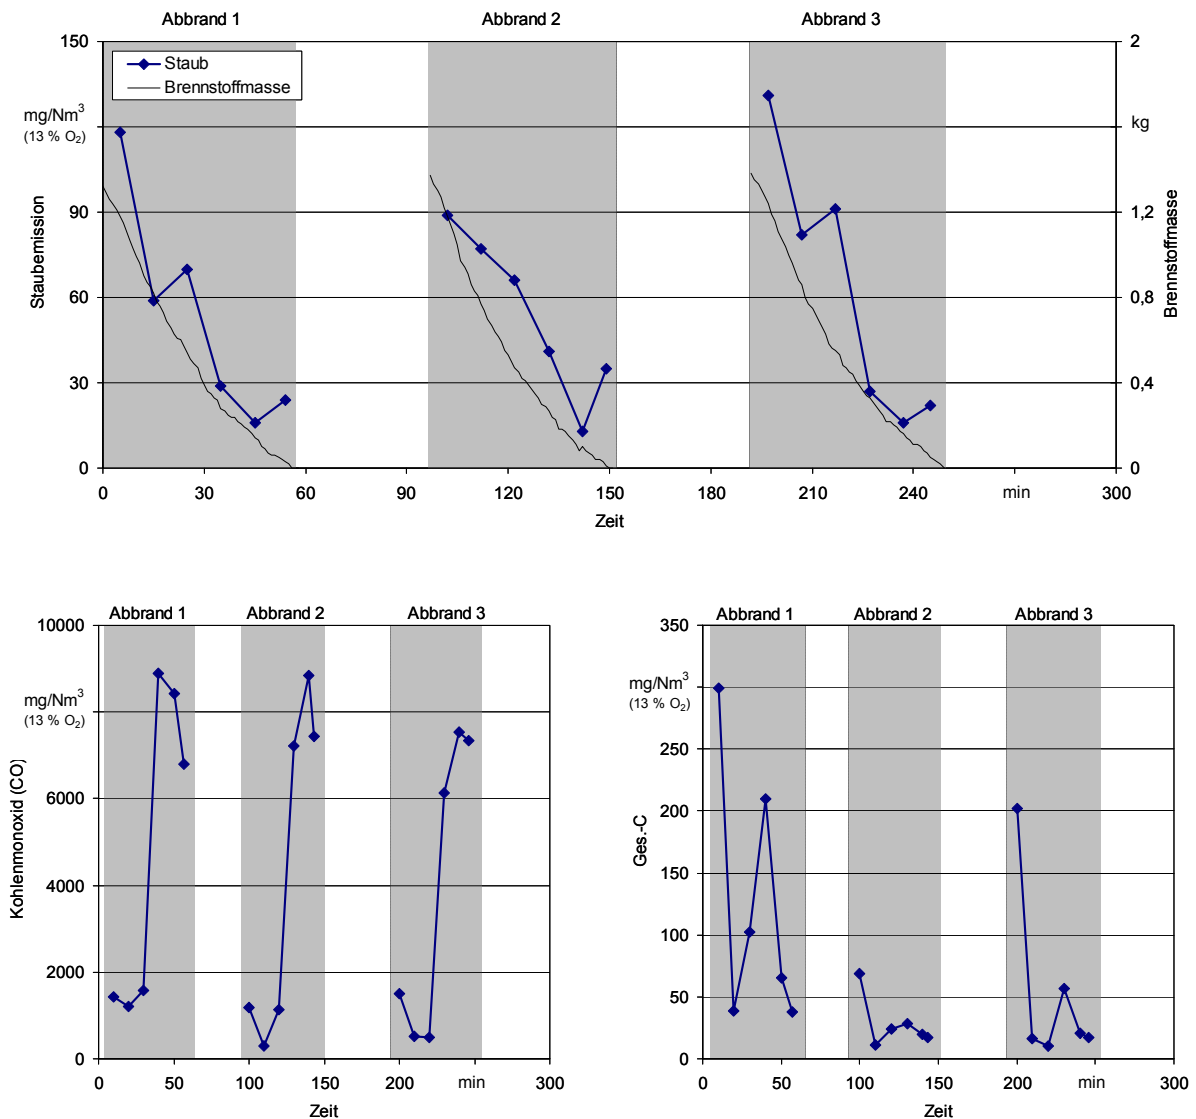 Abbrand 1 Abbrand 2 Abbrand 3
150 2
Staub
Brennstoffmasse
mg/Nm³ kg
(13 % O₂)
90 1,2
Staubemission
Brennstoffmasse
60 0,8
30 0,4
0 0
0 30 60 90 120 150 180 210 240 min 300
Zeit
Abbrand 1 Abbrand 2 Abbrand 3
10000
mg/Nm³
(13 % O₂)
Kohlenmonoxid (CO)
6000
4000
2000
0
0 50 100 150 200 min 300
Zeit
Abbrand 1 Abbrand 2 Abbrand 3
350
mg/Nm³
(13 % O₂)
250
Ges.-C
200
150
100
50
0
0 50 100 150 200 min 300
Zeit